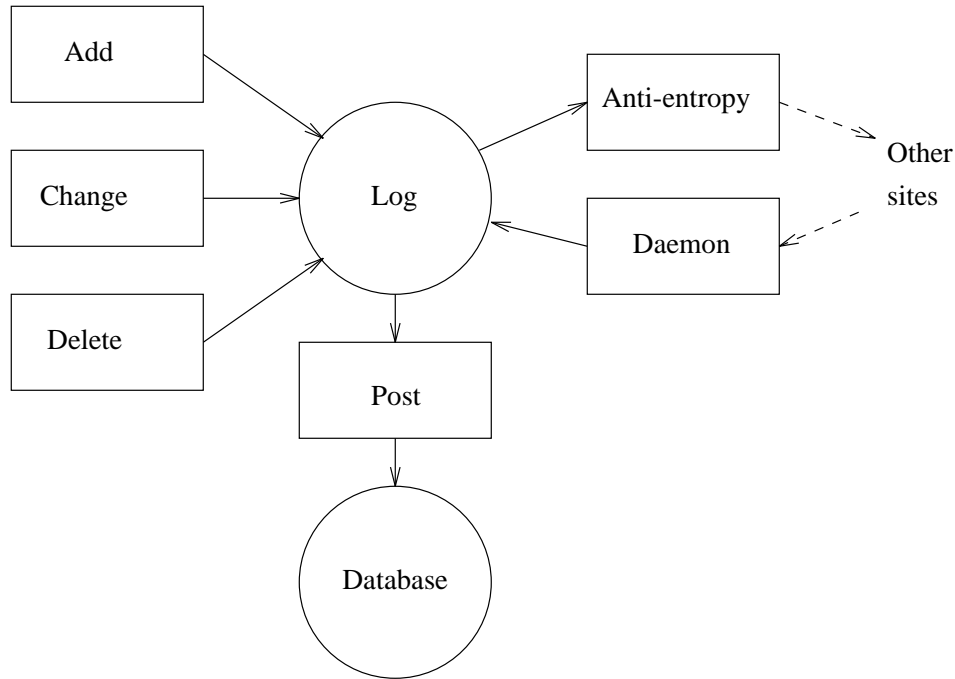 Add
Anti-entropy
Other
sites
Change
Log
Daemon
Delete
Post
Database